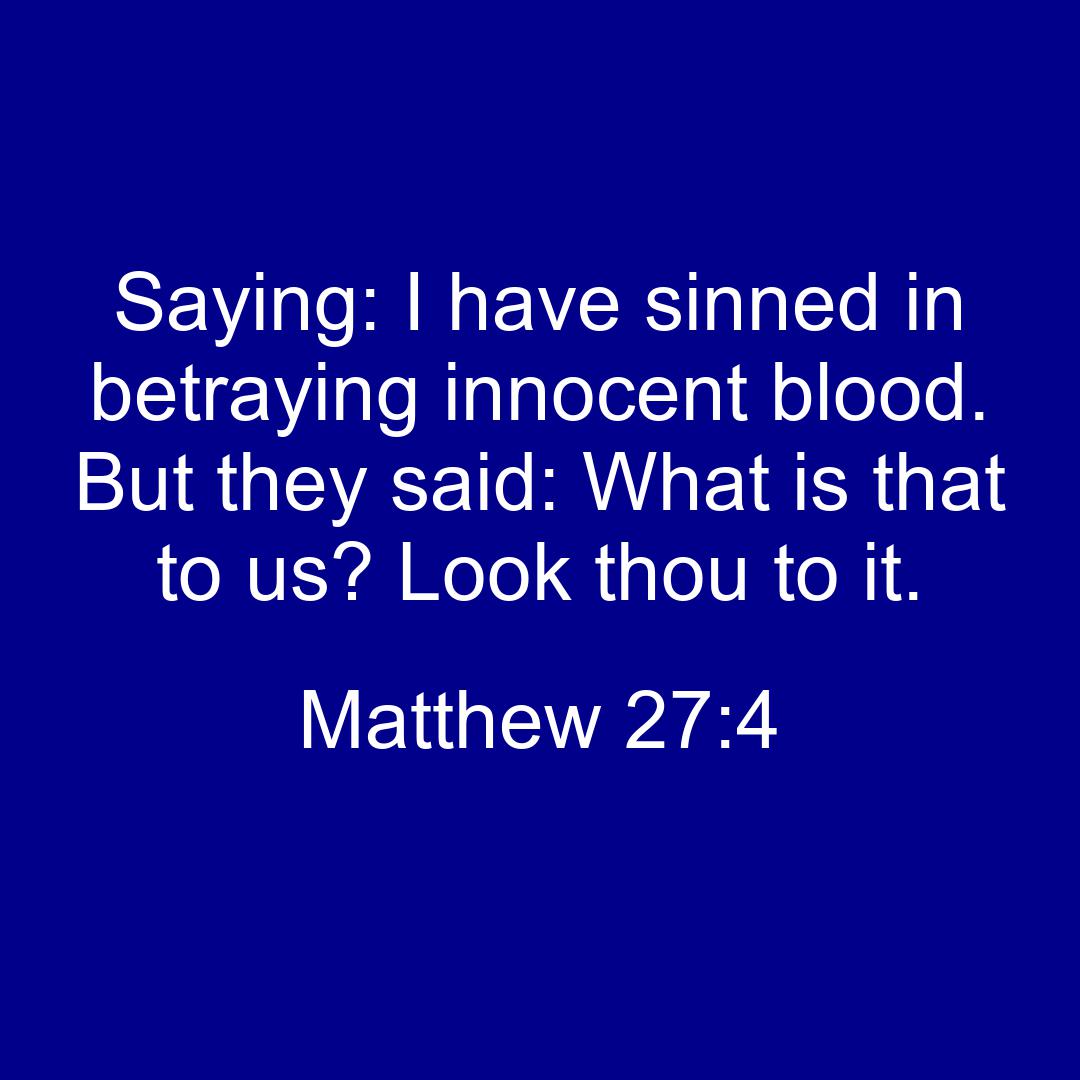 Saying: I have sinned in
betraying innocent blood.
But they said: What is that
to us? Look thou to it.
Matthew 27:4